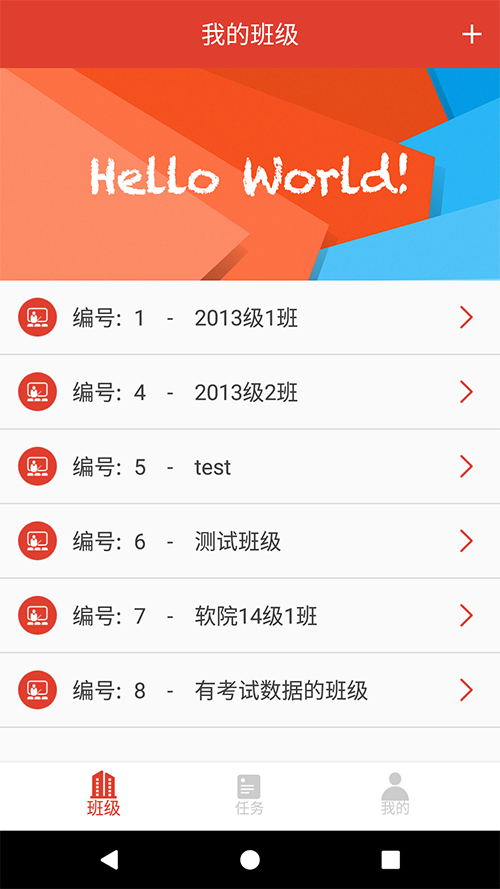 我的班级
Hello World!
编号: 1 - 2013级1班
编号: 4 - 2013级2班
编号: 5 - test
编号: 6 - 测试班级
编号: 7 - 软院14级1班
编号: 8 - 有考试数据的班级
班级 任务 我的